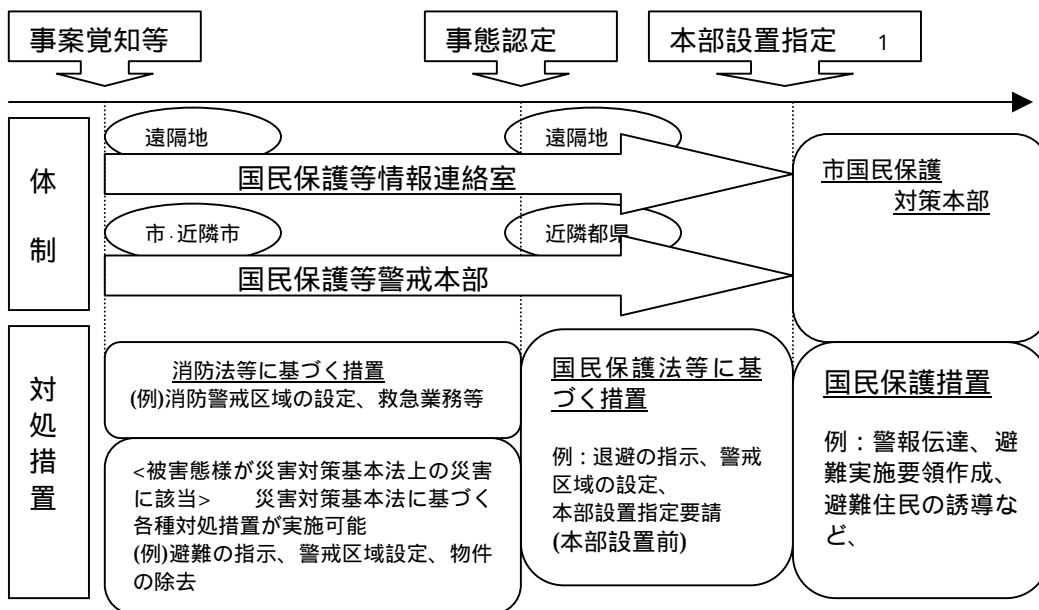 事案覚知等
事態認定
本部設置指定 1
体
制
遠隔地
遠隔地
国民保護等情報連絡室
市・近隣市
近隣都県
国民保護等警戒本部
市国民保護
対策本部
対
処
措
置
消防法等に基づく措置
(例)消防警戒区域の設定、救急業務等
<被害態様が災害対策基本法上の災害
に該当> 災害対策基本法に基づく
各種対処措置が実施可能
(例)避難の指示、警戒区域設定、物件
の除去
国民保護法等に基
づく措置
例：退避の指示、警戒
区域の設定、
本部設置指定要請
(本部設置前)
国民保護措置
例：警報伝達、避
難実施要領作成、
避難住民の誘導な
ど、